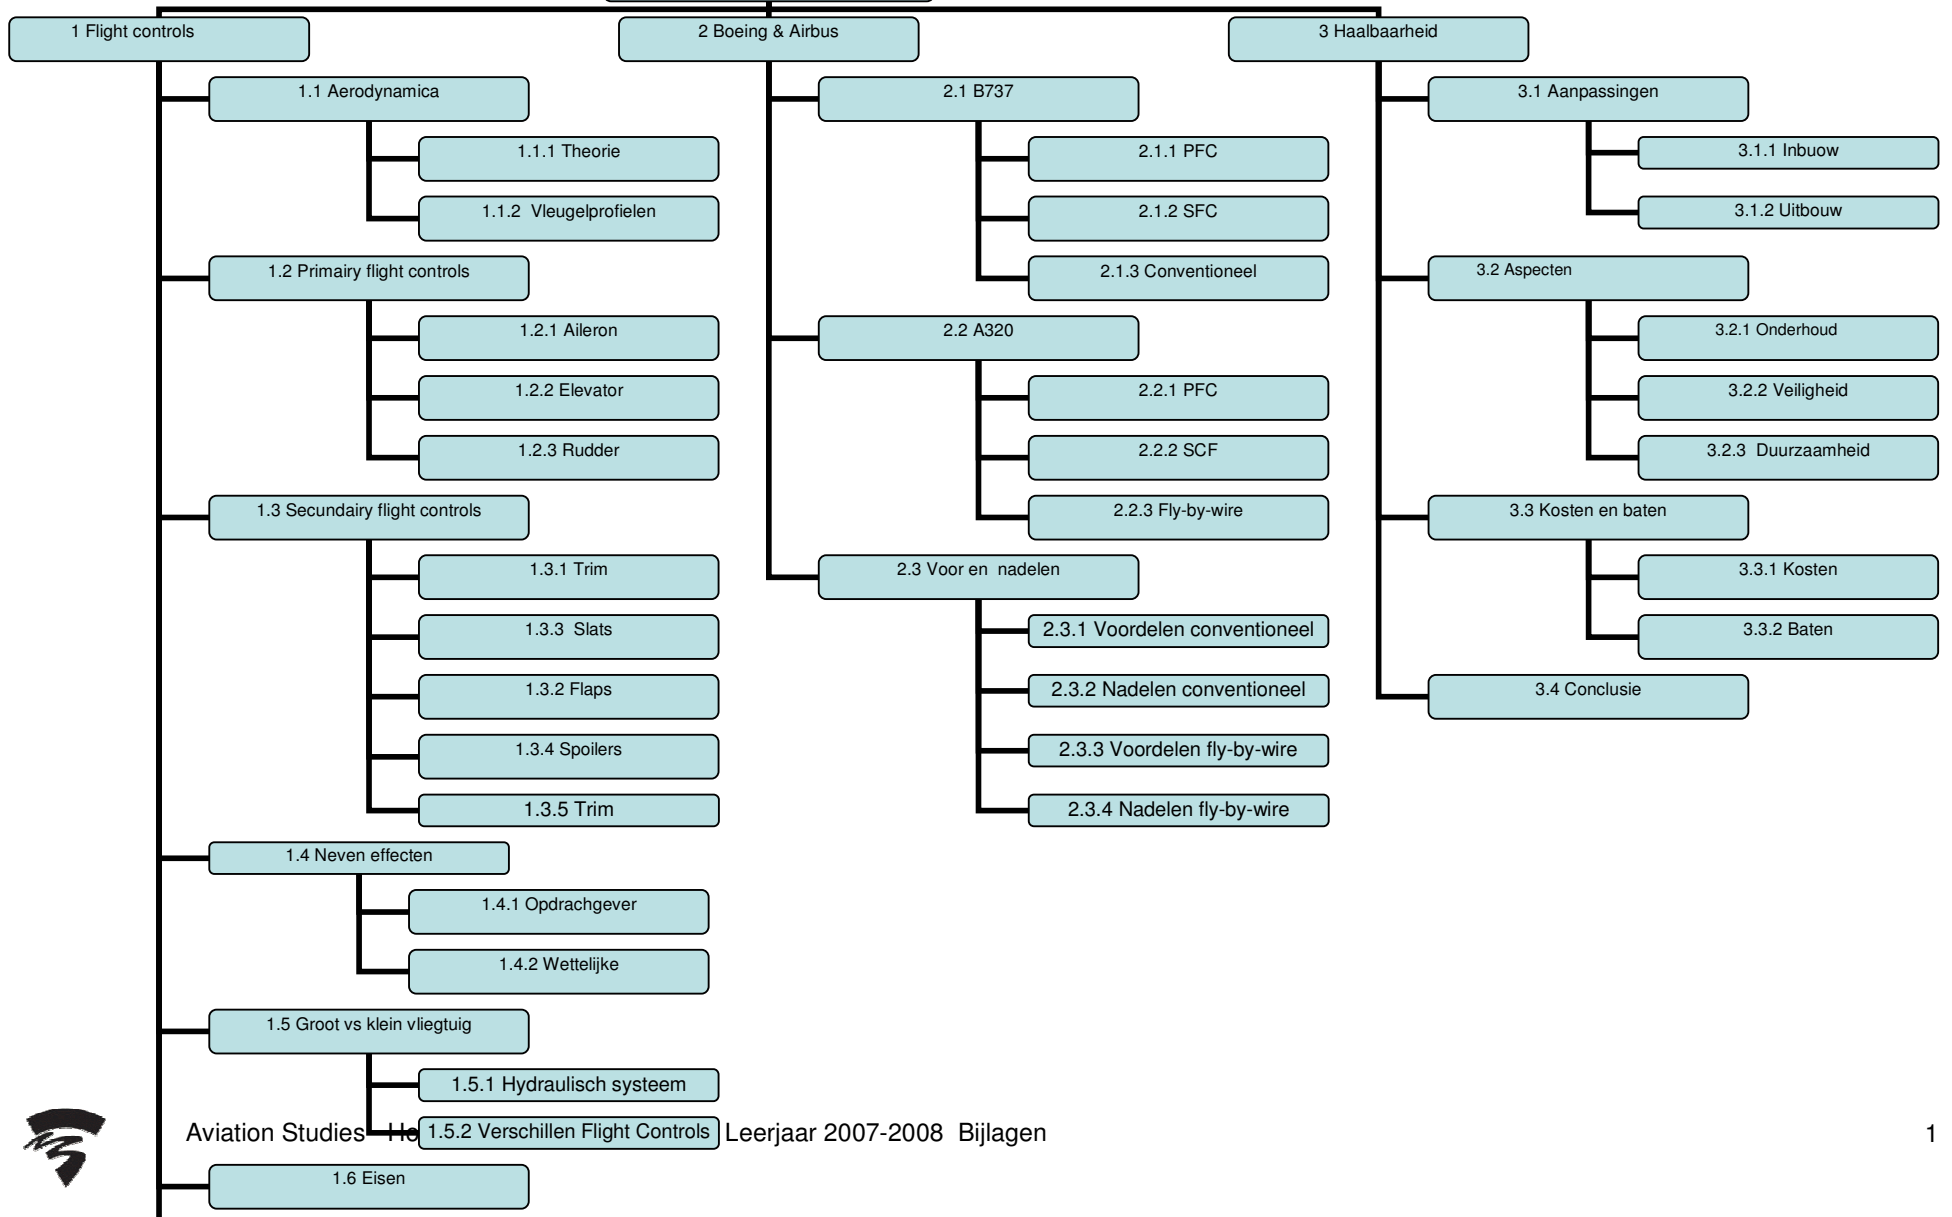 1 Flight controls
1.1 Aerodynamica
1.1.1 Theorie
1.1.2 Vleugelprofielen
1.2 Primairy flight controls
1.2.1 Aileron
1.2.2 Elevator
1.2.3 Rudder
1.3 Secundairy flight controls
1.3.1 Trim
1.3.3 Slats
1.3.2 Flaps
1.3.4 Spoilers
1.3.5 Trim
1.4 Neven effecten
1.4.1 Opdrachgever
1.4.2 Wettelijke
1.5 Groot vs klein vliegtuig
1.5.1 Hydraulisch systeem
1.5.2 Verschillen Flight Controls
1.6 Eisen
2 Boeing & Airbus
2.1 B737
2.1.1 PFC
2.1.2 SFC
2.1.3 Conventioneel
2.2 A320
2.2.1 PFC
2.2.2 SCF
2.2.3 Fly-by-wire
2.3 Voor en nadelen
2.3.1 Voordelen conventioneel
2.3.2 Nadelen conventioneel
2.3.3 Voordelen fly-by-wire
2.3.4 Nadelen fly-by-wire
3 Haalbaarheid
3.1 Aanpassingen
3.1.1 Inbuow
3.1.2 Uitbouw
3.2 Aspecten
3.2.1 Onderhoud
3.2.2 Veiligheid
3.2.3 Duurzaamheid
3.3 Kosten en baten
3.3.1 Kosten
3.3.2 Baten
3.4 Conclusie
Aviation Studies Leerjaar 2007-2008 Bijlagen 1